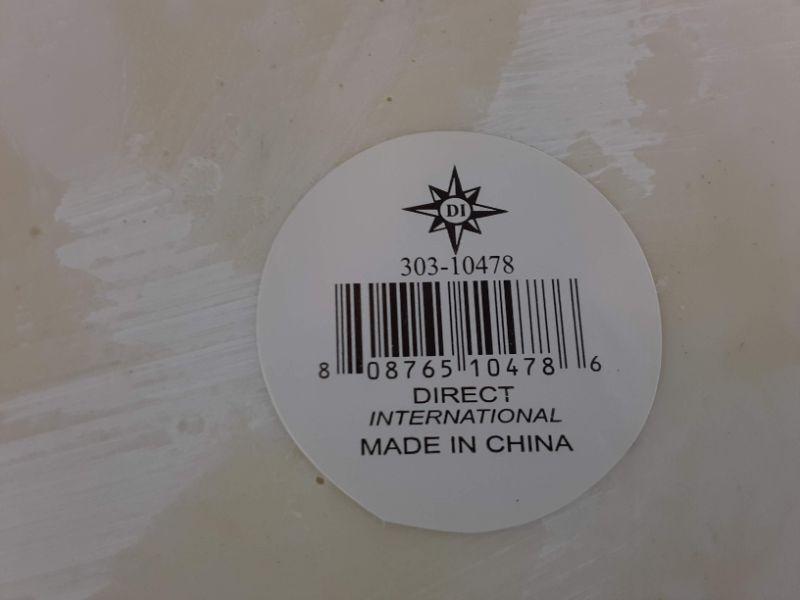 DI
303-10478
8 08765 10478 6
DIRECT
INTERNATIONAL
MADE IN CHINA